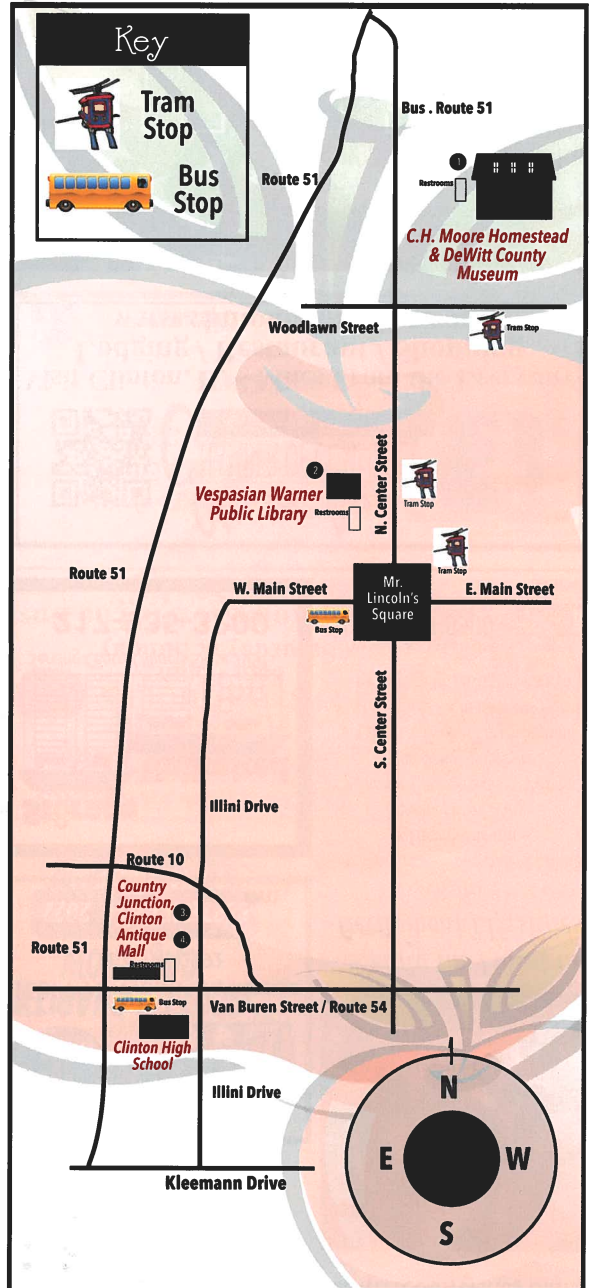 Key
Tram
Stop
Bus
Stop
Bus . Route 51
Route 51
1
Restrooms
C.H. Moore Homestead
& DeWitt County
Museum
Woodlawn Street
Tram Stop
N. Center Street
2
Vespasian Warner
Public Library
Restrooms
Tram Stop
Tram Stop
Route 51
W. Main Street
Mr.
Lincoln's
Square
E. Main Street
Bus Stop
S. Center Street
Illini Drive
Route 10
Country
Junction,
Clinton
Antique
Mall
3
4
Restrooms
Route 51
Bus Stop
Van Buren Street / Route 54
Clinton High
School
Illini Drive
Kleemann Drive
N
E
W
S